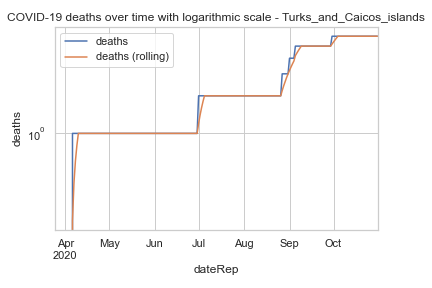 COVID-19 deaths over time with logarithmic scale - Turks_and_Caicos_islands
deaths
deaths (rolling)
deaths
10⁰
Apr May Jun Jul Aug Sep Oct
2020
dateRep